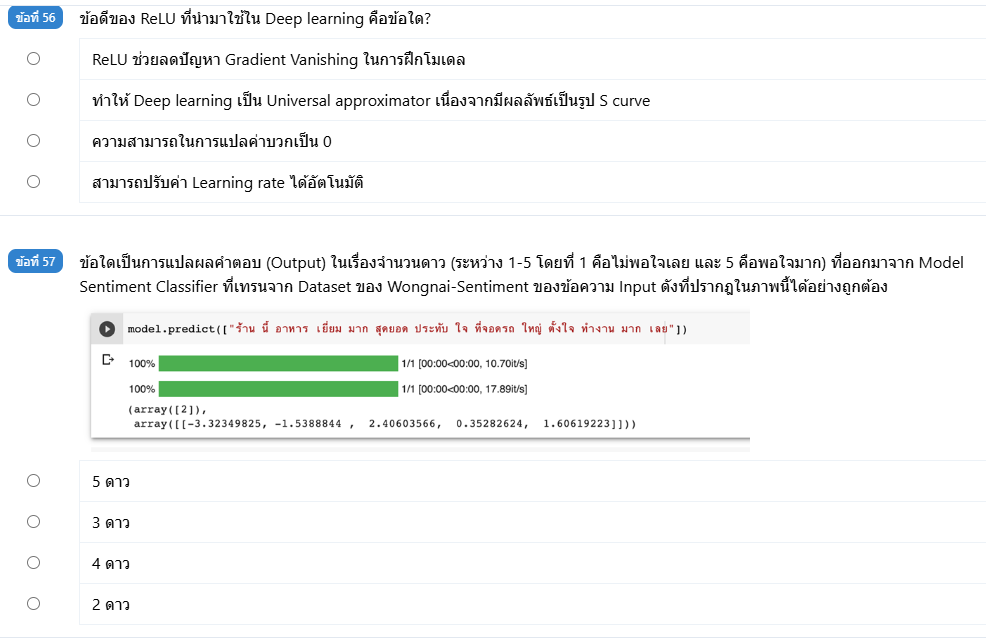 ข้อที่ 56 ข้อดีของ ReLU ที่นำมาใช้ใน Deep learning คือข้อใด?
ReLU ช่วยลดปัญหา Gradient Vanishing ในการฝึกโมเดล
ทำให้ Deep learning เป็น Universal approximator เนื่องจากมีผลลัพธ์เป็นรูป S curve
ความสามารถในการแปลค่าบวกเป็น 0
สามารถปรับค่า Learning rate ได้อัตโนมัติ
ข้อที่ 57 ข้อใดเป็นการแปลผลคำตอบ (Output) ในเรื่องจำนวนดาว (ระหว่าง 1-5 โดยที่ 1 คือไม่พอใจเลย และ 5 คือพอใจมาก) ที่ออกมาจาก Model
Sentiment Classifier ที่เทรนจาก Dataset ของ Wongnai-Sentiment ของข้อความ Input ดังที่ปรากฏในภาพนี้ได้อย่างถูกต้อง
model.predict(["ร้าน นี้ อาหาร เยี่ยม มาก สุดยอด ประทับ ใจ ที่จอดรถ ใหญ่ ตั้งใจ ทำงาน มาก เลย"])
100% 1/1 [00:00<00:00, 10.70it/s]
100% 1/1 [00:00<00:00, 17.89it/s]
(array([2]),
array([[-3.32349825, -1.5388844 , 2.40603566, 0.35282624, 1.60619223]]))
5 ดาว
3 ดาว
4 ดาว
2 ดาว